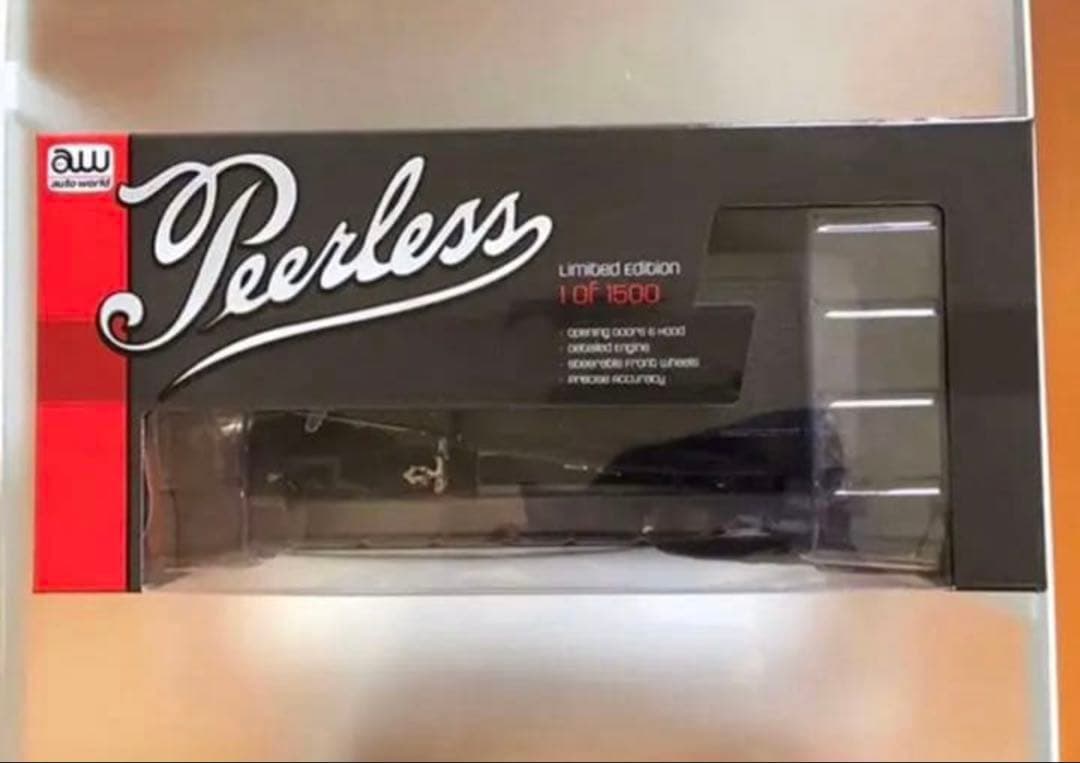 aw
auto world
Peerless
Limited Edition
1 of 1500
- Opening Doors & Hood
- Detailed Engine
- Steerable Front Wheels
- Precise Accuracy